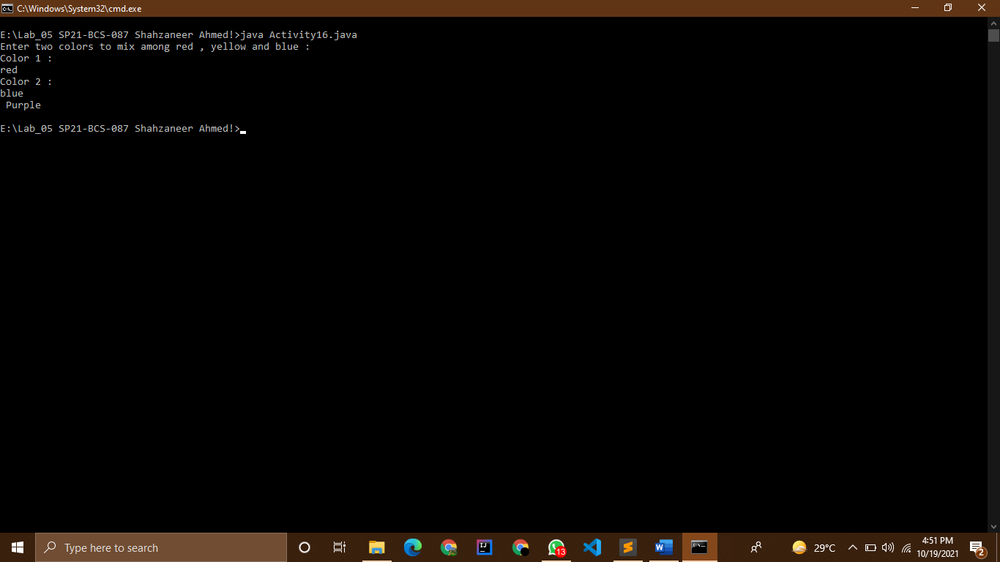 C:\Windows\System32\cmd.exe
E:\Lab_05 SP21-BCS-087 Shahzaneer Ahmed!>java Activity16.java
Enter two colors to mix among red , yellow and blue :
Color 1 :
red
Color 2 :
blue
 Purple
E:\Lab_05 SP21-BCS-087 Shahzaneer Ahmed!>
Type here to search
13
29°C
4:51 PM
10/19/2021
2